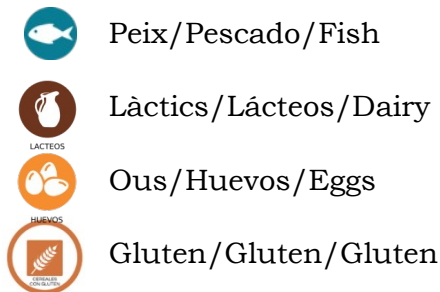 Peix/Pescado/Fish
Làctics/Lácteos/Dairy
LACTEOS
Ous/Huevos/Eggs
HUEVOS
Gluten/Gluten/Gluten
CEREALES
CON GLUTEN